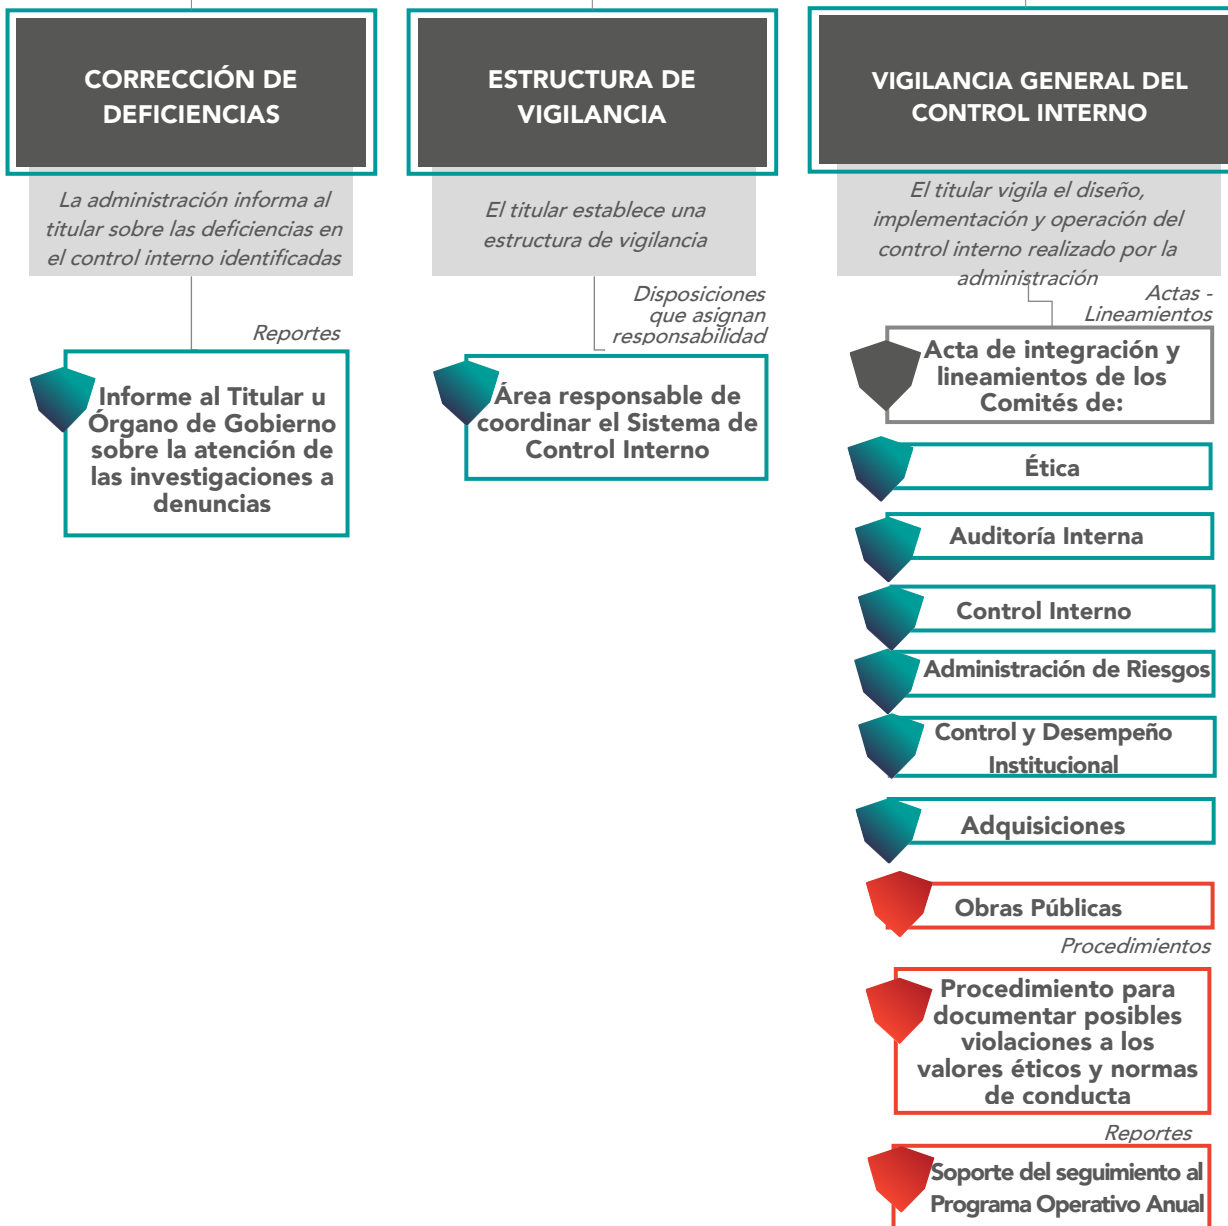 CORRECCIÓN DE
DEFICIENCIAS
La administración informa al
titular sobre las deficiencias en
el control interno identificadas
Reportes
Informe al Titular u
Órgano de Gobierno
sobre la atención de
las investigaciones a
denuncias
ESTRUCTURA DE
VIGILANCIA
El titular establece una
estructura de vigilancia
Disposiciones
que asignan
responsabilidad
Área responsable de
coordinar el Sistema de
Control Interno
VIGILANCIA GENERAL DEL
CONTROL INTERNO
El titular vigila el diseño,
implementación y operación del
control interno realizado por la
administración
Actas -
Lineamientos
Acta de integración y
lineamientos de los
Comités de:
Ética
Auditoría Interna
Control Interno
Administración de Riesgos
Control y Desempeño
Institucional
Adquisiciones
Obras Públicas
Procedimientos
Procedimiento para
documentar posibles
violaciones a los
valores éticos y normas
de conducta
Reportes
Soporte del seguimiento al
Programa Operativo Anual